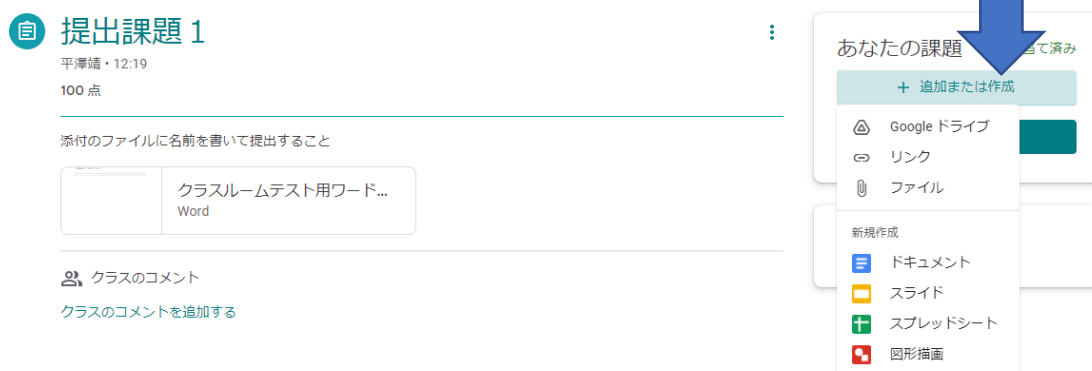 提出課題１
平澤靖・12:19
100 点
添付のファイルに名前を書いて提出すること
クラスルームテスト用ワード...
Word
クラスのコメント
クラスのコメントを追加する
あなたの課題
当て済み
+ 追加または作成
Google ドライブ
リンク
ファイル
新規作成
ドキュメント
スライド
スプレッドシート
図形描画